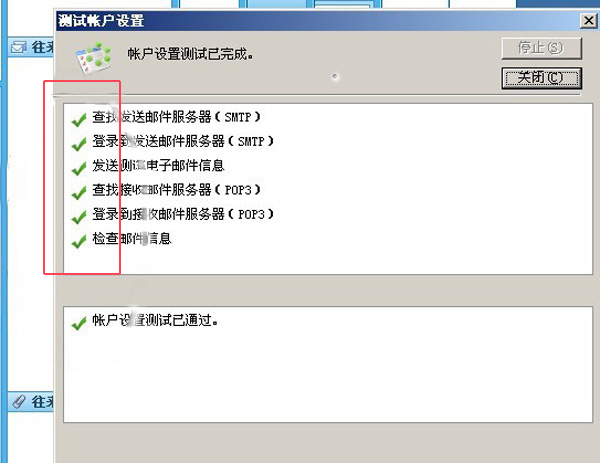 测试帐户设置
帐户设置测试已完成。
停止(S)
关闭(C)
往来
查找发送邮件服务器(SMTP)
登录到发送邮件服务器(SMTP)
发送测试电子邮件信息
查找接收邮件服务器(POP3)
登录到接收邮件服务器(POP3)
检查邮件信息
帐户设置测试已通过。
往来